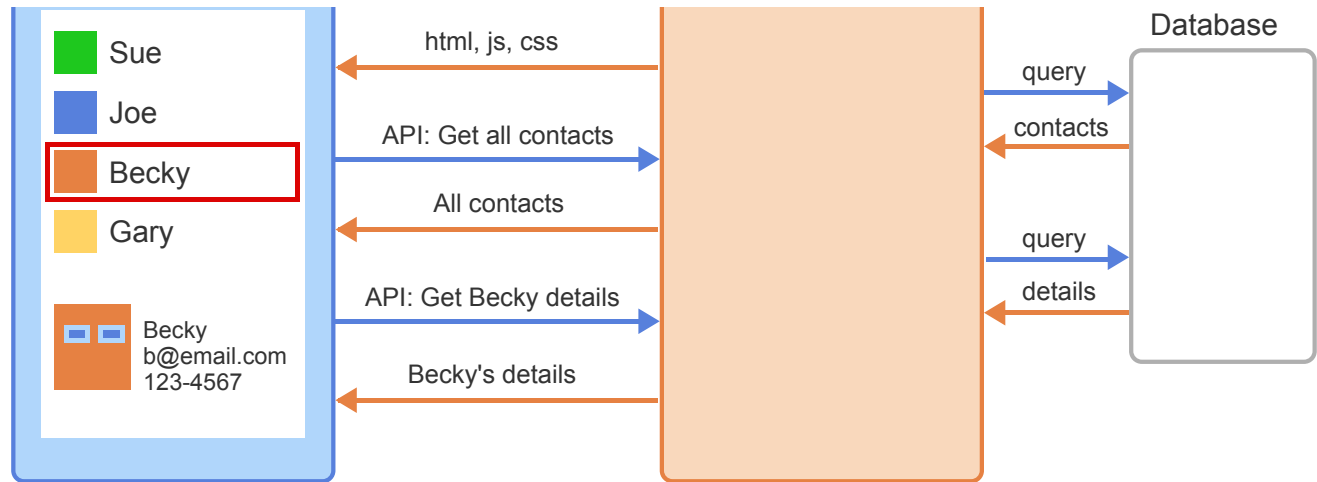 Sue
Joe
Becky
Gary
Becky
b@email.com
123-4567
html, js, css
API: Get all contacts
All contacts
API: Get Becky details
Becky's details
Database
query
contacts
query
details